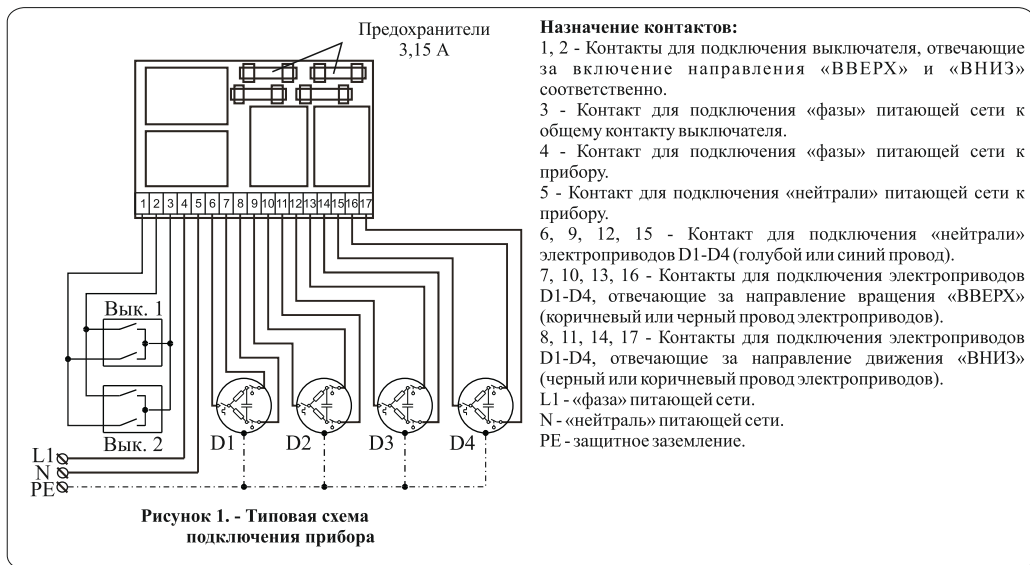 Предохранители
3,15 А
1 2 3 4 5 6 7 8 9 10 11 12 13 14 15 16 17
Вык. 1
Вык. 2
D1 D2 D3 D4
L1
N
PE
Рисунок 1. - Типовая схема
подключения прибора
Назначение контактов:
1, 2 - Контакты для подключения выключателя, отвечающие
за включение направления «ВВЕРХ» и «ВНИЗ»
соответственно.
3 - Контакт для подключения «фазы» питающей сети к
общему контакту выключателя.
4 - Контакт для подключения «фазы» питающей сети к
прибору.
5 - Контакт для подключения «нейтрали» питающей сети к
прибору.
6, 9, 12, 15 - Контакт для подключения «нейтрали»
электроприводов D1-D4 (голубой или синий провод).
7, 10, 13, 16 - Контакты для подключения электроприводов
D1-D4, отвечающие за направление вращения «ВВЕРХ»
(коричневый или черный провод электроприводов).
8, 11, 14, 17 - Контакты для подключения электроприводов
D1-D4, отвечающие за направление движения «ВНИЗ»
(черный или коричневый провод электроприводов).
L1 - «фаза» питающей сети.
N - «нейтраль» питающей сети.
PE - защитное заземление.